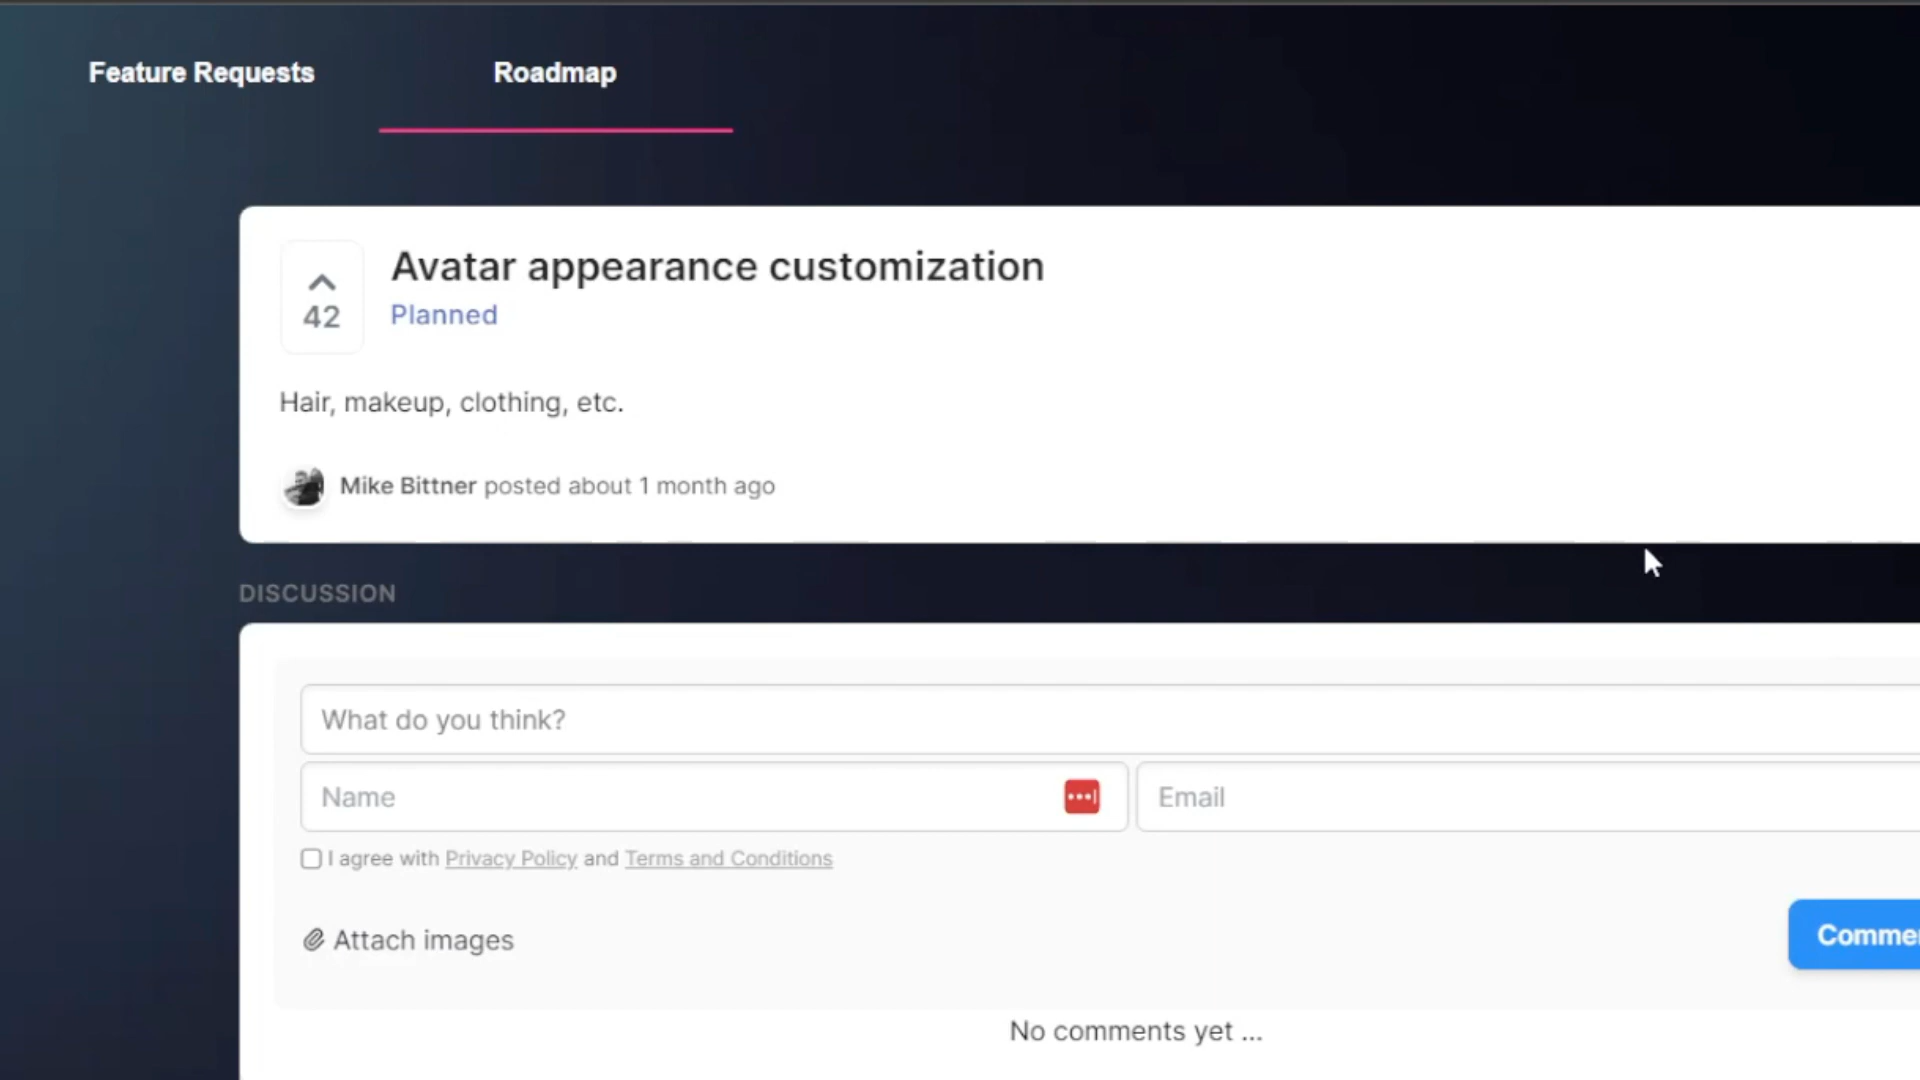 Feature Requests
Roadmap
Avatar appearance customization
42
Planned
Hair, makeup, clothing, etc.
Mike Bittner posted about 1 month ago
DISCUSSION
What do you think?
Name
Email
I agree with Privacy Policy and Terms and Conditions
Attach images
No comments yet ...